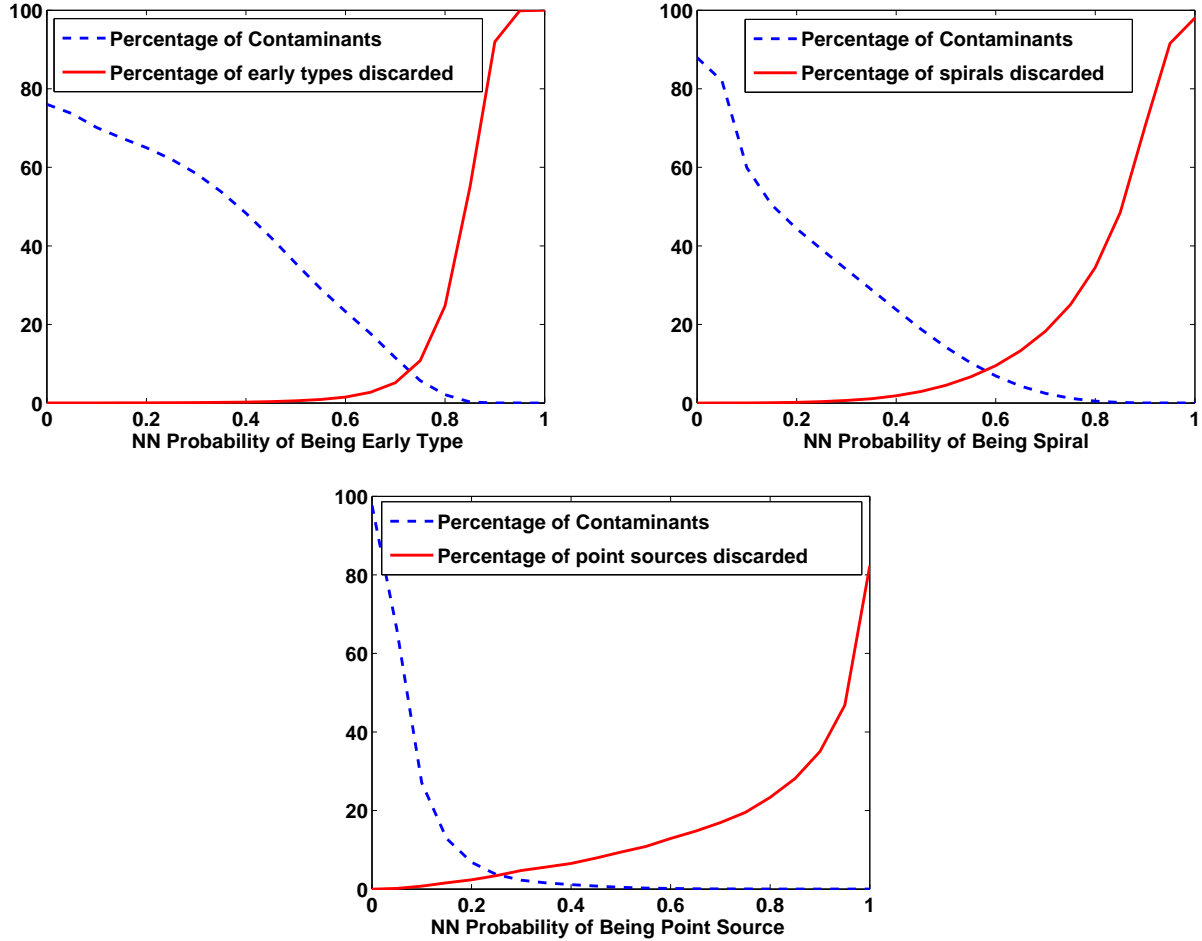 100
80
60
40
20
0
Percentage of Contaminants
Percentage of early types discarded
0 0.2 0.4 0.6 0.8 1
NN Probability of Being Early Type
100
80
60
40
20
0
Percentage of Contaminants
Percentage of spirals discarded
0 0.2 0.4 0.6 0.8 1
NN Probability of Being Spiral
100
80
60
40
20
0
Percentage of Contaminants
Percentage of point sources discarded
0 0.2 0.4 0.6 0.8 1
NN Probability of Being Point Source